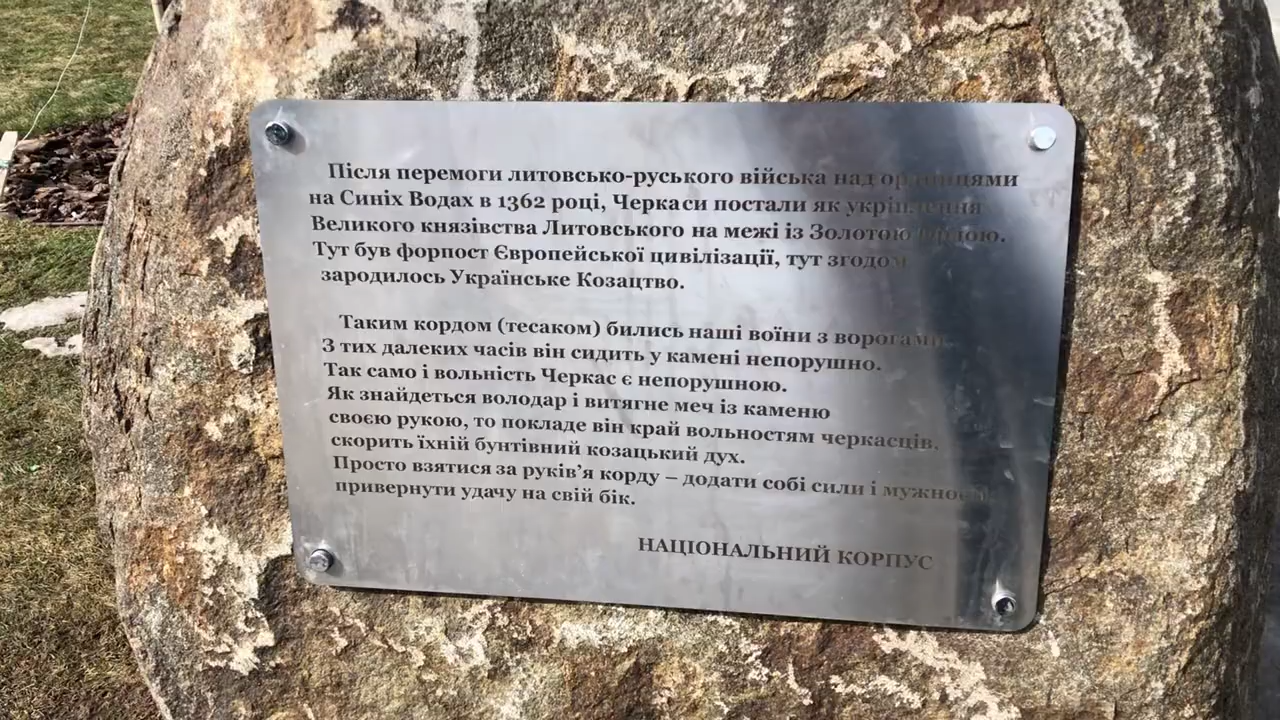 Після перемоги литовсько-руського війська над ординцями
на Синіх Водах в 1362 році, Черкаси постали як укріплення
Великого князівства Литовського на межі із Золотою Ордою.
Тут був форпост Європейської цивілізації, тут згодом
зародилось Українське Козацтво.
Таким кордом (тесаком) бились наші воїни з ворогами.
З тих далеких часів він сидить у камені непорушно.
Так само і вольність Черкас є непорушною.
Як знайдеться володар і витягне меч із каменю
своєю рукою, то покладе він край вольностям черкасців.
скорить їхній бунтівний козацький дух.
Просто взятися за руків’я корду – додати собі сили і мужності
привернути удачу на свій бік.
НАЦІОНАЛЬНИЙ КОРПУС